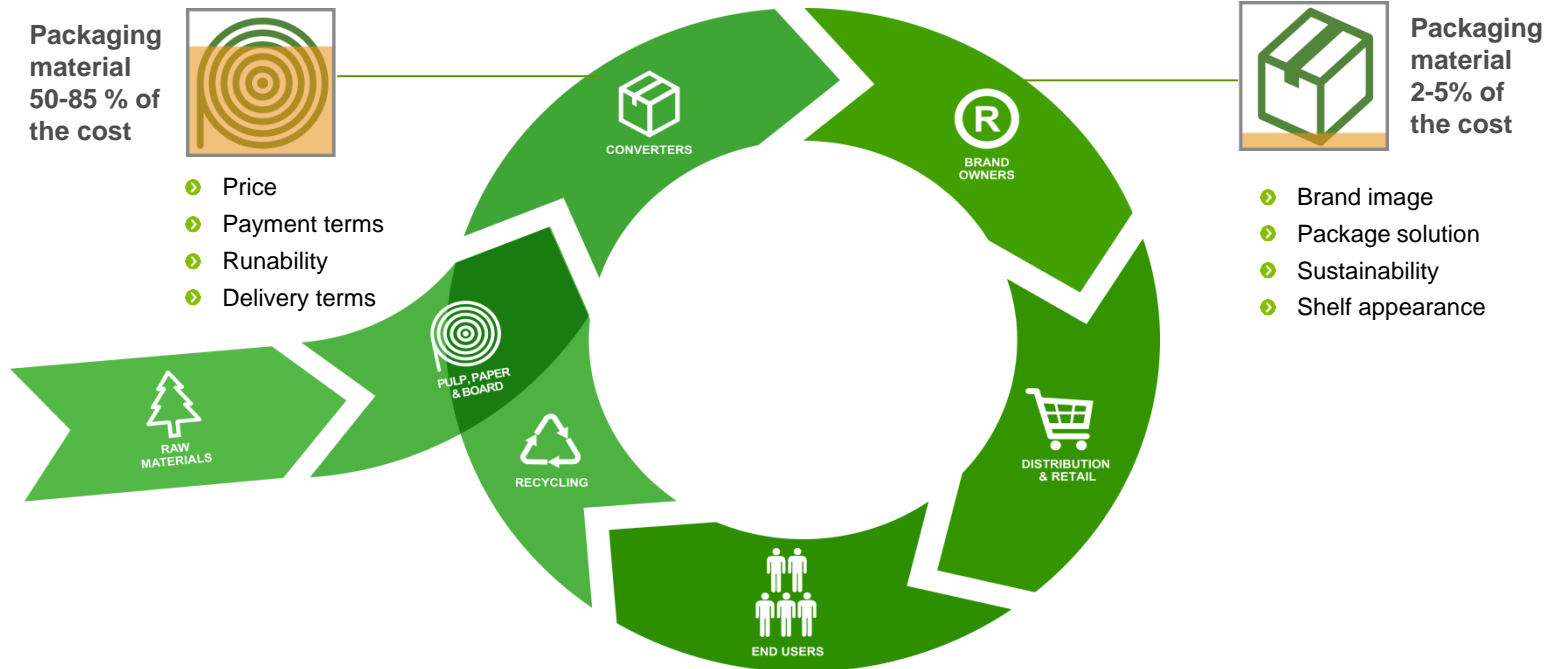 Packaging
material
50-85 % of
the cost
Price
Payment terms
Runability
Delivery terms
CONVERTERS
R
BRAND
OWNERS
Packaging
material
2-5% of
the cost
Brand image
Package solution
Sustainability
Shelf appearance
RAW
MATERIALS
PULP, PAPER
& BOARD
RECYCLING
DISTRIBUTION
& RETAIL
END USERS